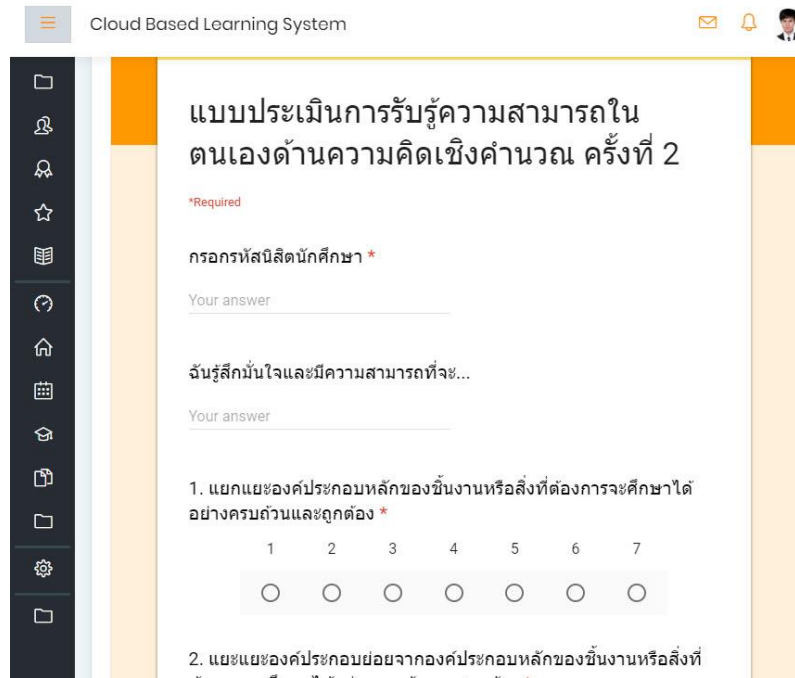 Cloud Based Learning System
แบบประเมินการรับรู้ความสามารถใน
ตนเองด้านความคิดเชิงคำนวณ ครั้งที่ 2
*Required
กรอกรหัสนิสิตนักศึกษา *
Your answer
ฉันรู้สึกมั่นใจและมีความสามารถที่จะ...
Your answer
1. แยกแยะองค์ประกอบหลักของชิ้นงานหรือสิ่งที่ต้องการจะศึกษาได้
อย่างครบถ้วนและถูกต้อง *
1 2 3 4 5 6 7
2. แยะแยะองค์ประกอบย่อยจากองค์ประกอบหลักของชิ้นงานหรือสิ่งที่